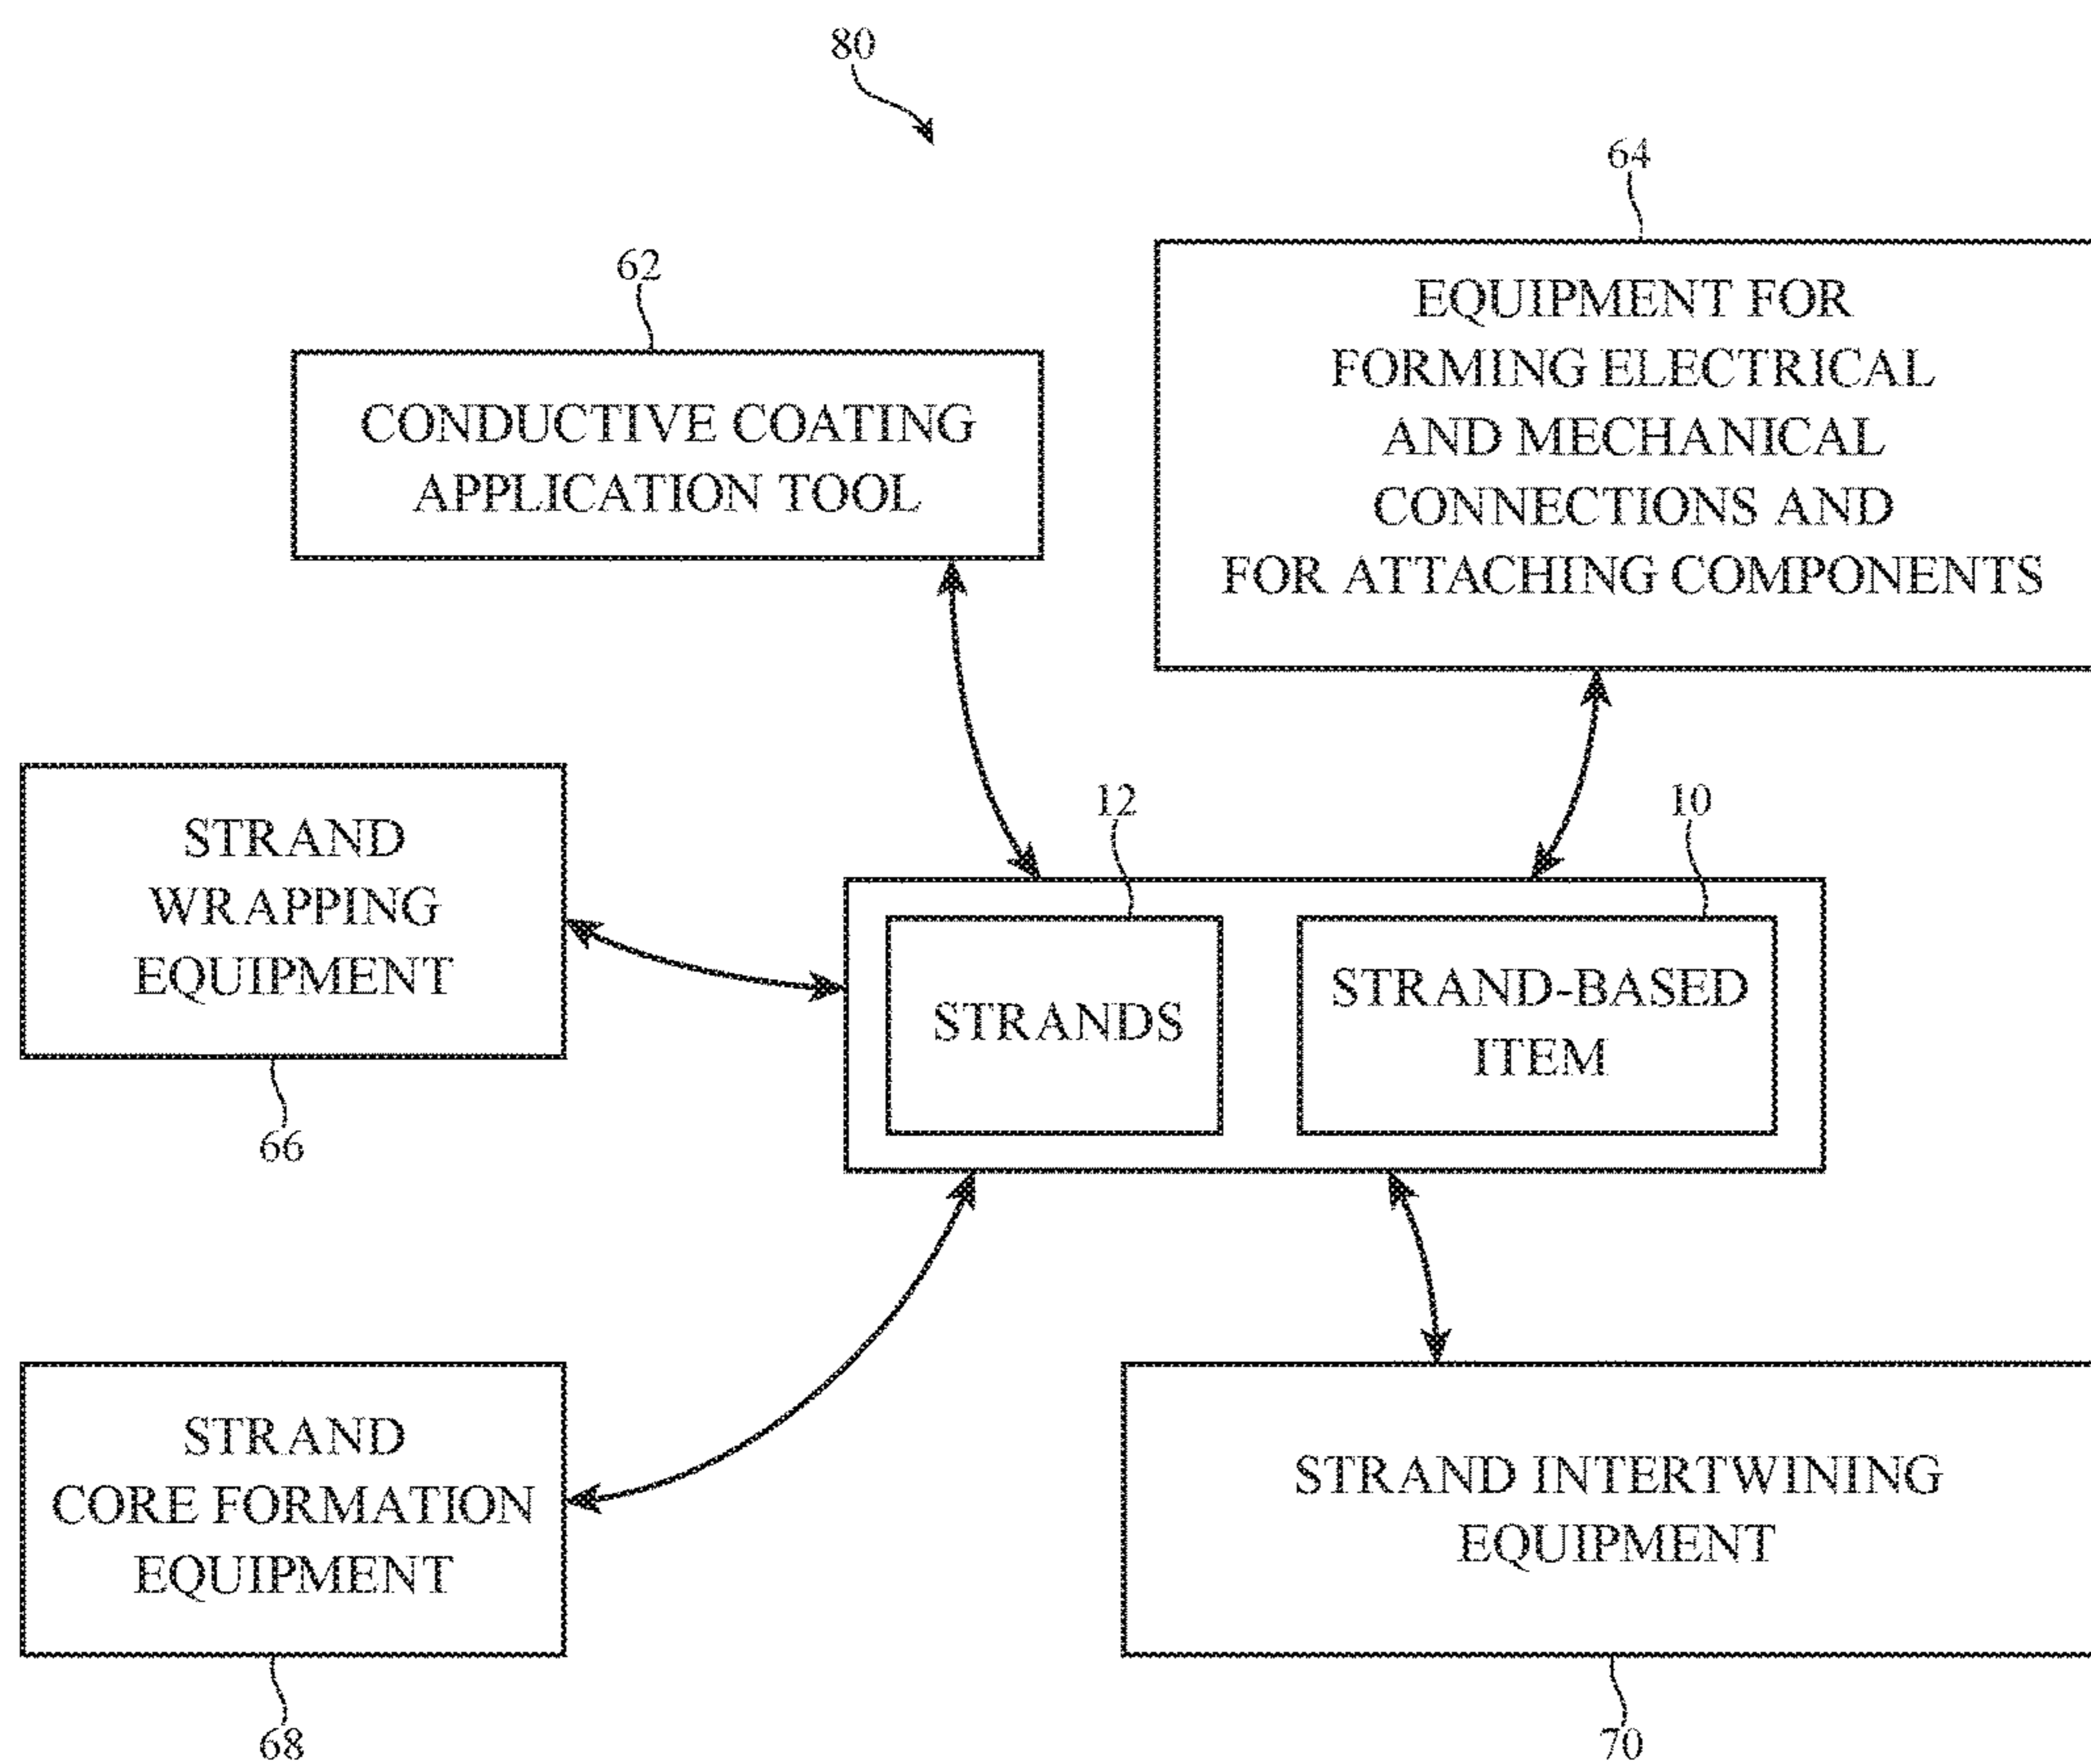 80
64
62
EQUIPMENT FOR
FORMING ELECTRICAL
AND MECHANICAL
CONNECTIONS AND
FOR ATTACHING COMPONENTS
CONDUCTIVE COATING
APPLICATION TOOL
12
10
STRAND
WRAPPING
EQUIPMENT
66
STRANDS
STRAND-BASED
ITEM
STRAND
CORE FORMATION
EQUIPMENT
68
STRAND INTERTWINING
EQUIPMENT
70